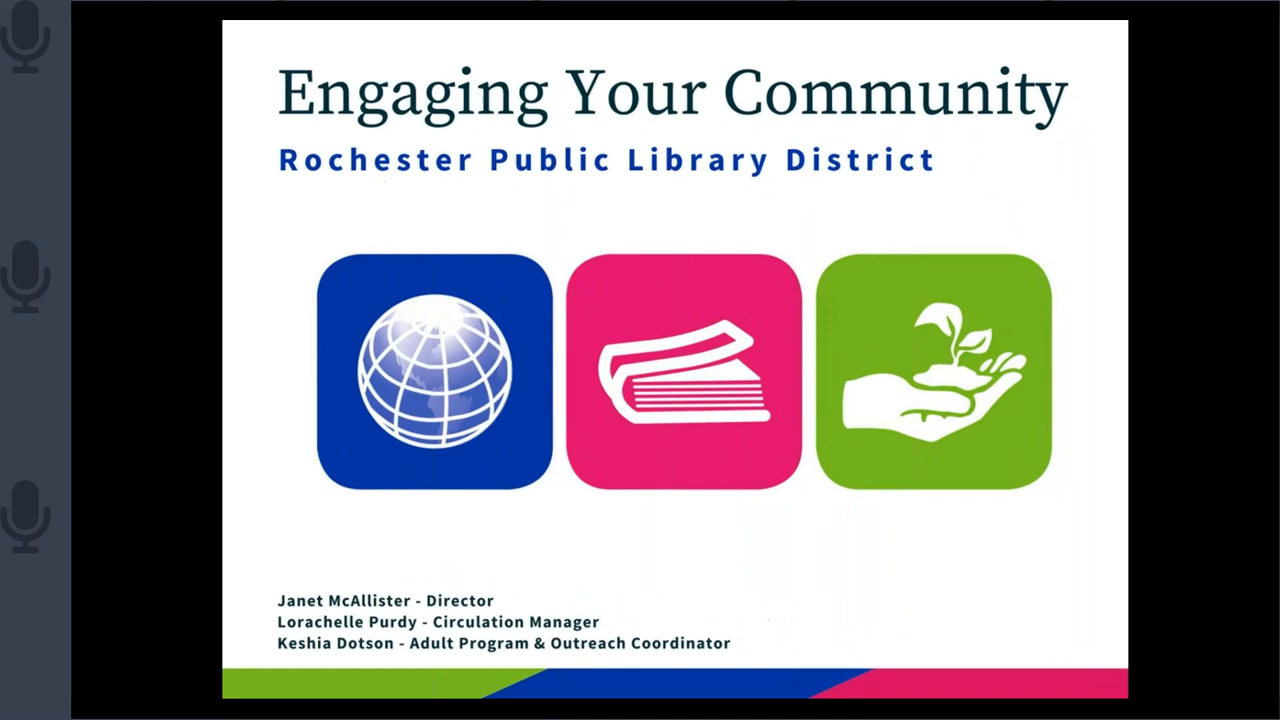 Engaging Your Community
Rochester Public Library District
Janet McAllister - Director
Lorachelle Purdy - Circulation Manager
Keshia Dotson - Adult Program & Outreach Coordinator